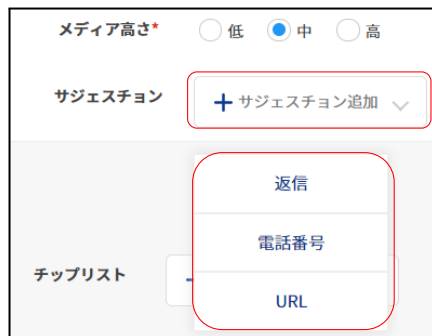 メディア高さ* 低 中 高
サジェスチョン + サジェスチョン追加
返信
電話番号
チップリスト
URL